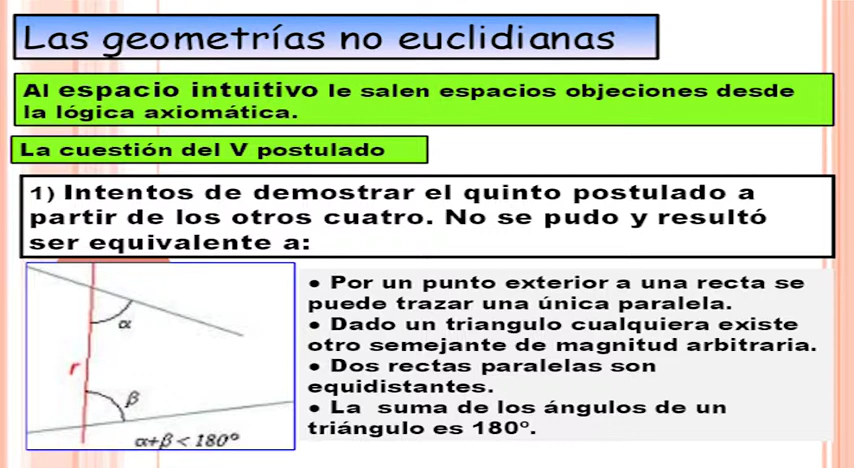 Las geometrías no euclidianas
Al espacio intuitivo le salen espacios objeciones desde
la lógica axiomática.
La cuestión del V postulado
1) Intentos de demostrar el quinto postulado a
partir de los otros cuatro. No se pudo y resultó
ser equivalente a:
α
r
β
α+β < 180°
● Por un punto exterior a una recta se
puede trazar una única paralela.
● Dado un triangulo cualquiera existe
otro semejante de magnitud arbitraria.
● Dos rectas paralelas son
equidistantes.
● La suma de los ángulos de un
triángulo es 180º.